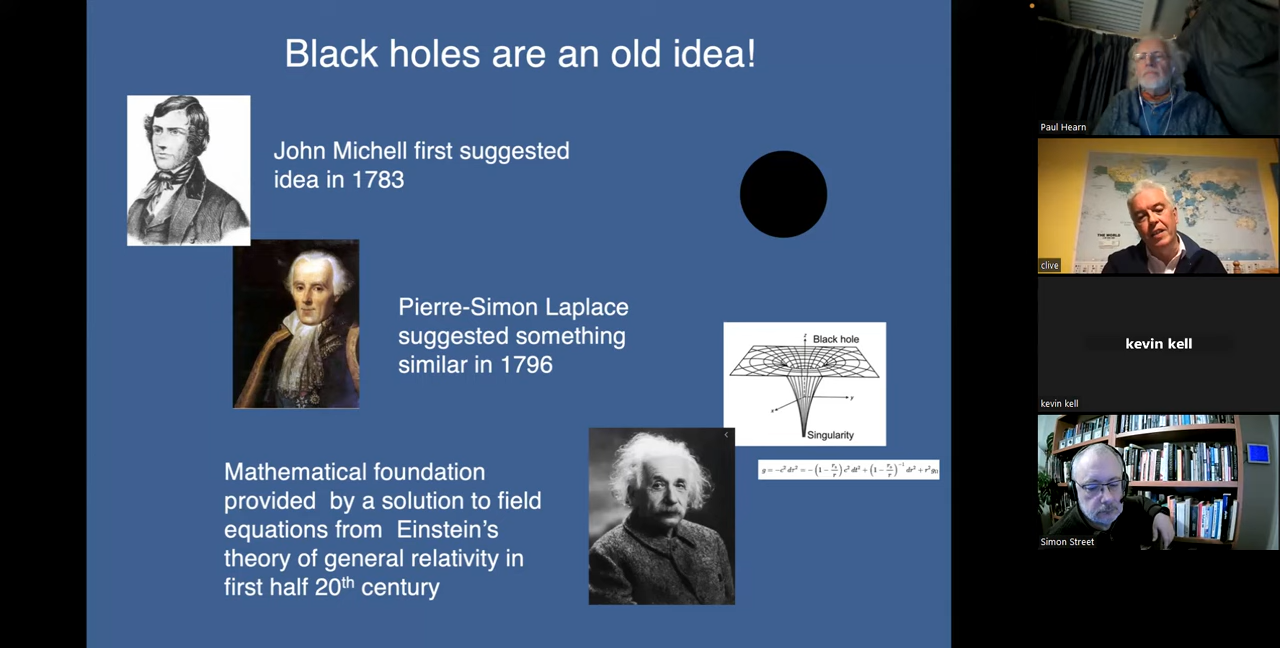 Black holes are an old idea!
John Michell first suggested
idea in 1783
Pierre-Simon Laplace
suggested something
similar in 1796
Black hole
z
x
y
Singularity
Mathematical foundation
provided  by a solution to field
equations from  Einstein’s
theory of general relativity in
first half 20th century
Paul Hearn
THE WORLD
clive
kevin kell
kevin kell
Simon Street